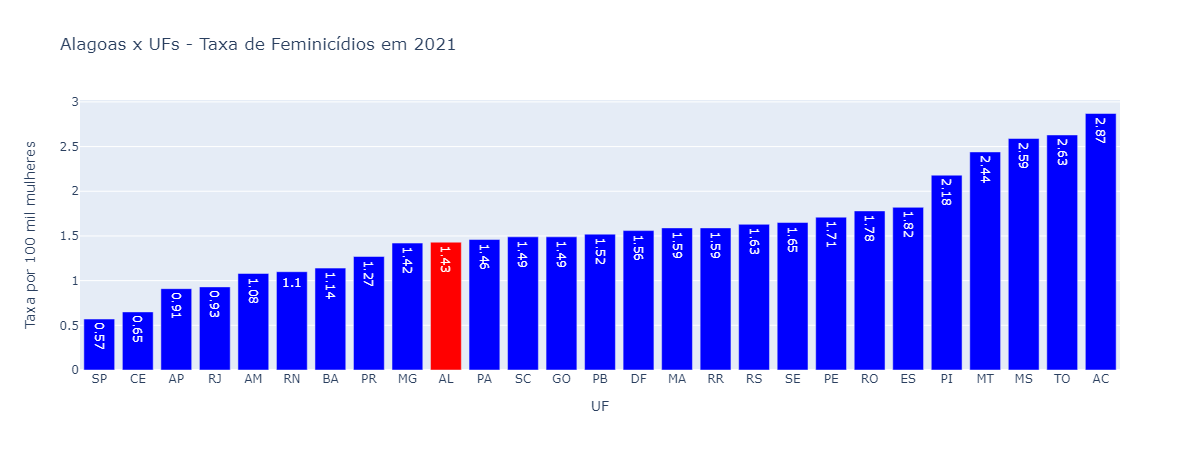 Alagoas x UFs - Taxa de Feminicídios em 2021
Taxa por 100 mil mulheres
3
2.5
2
1.5
1
0.5
0
0.57 0.65 0.91 0.93 1.08 1.1 1.14 1.27 1.42 1.43 1.46 1.49 1.49 1.52 1.56 1.59 1.59 1.63 1.65 1.71 1.78 1.82 2.18 2.44 2.59 2.63 2.87
SP CE AP RJ AM RN BA PR MG AL PA SC GO PB DF MA RR RS SE PE RO ES PI MT MS TO AC
UF